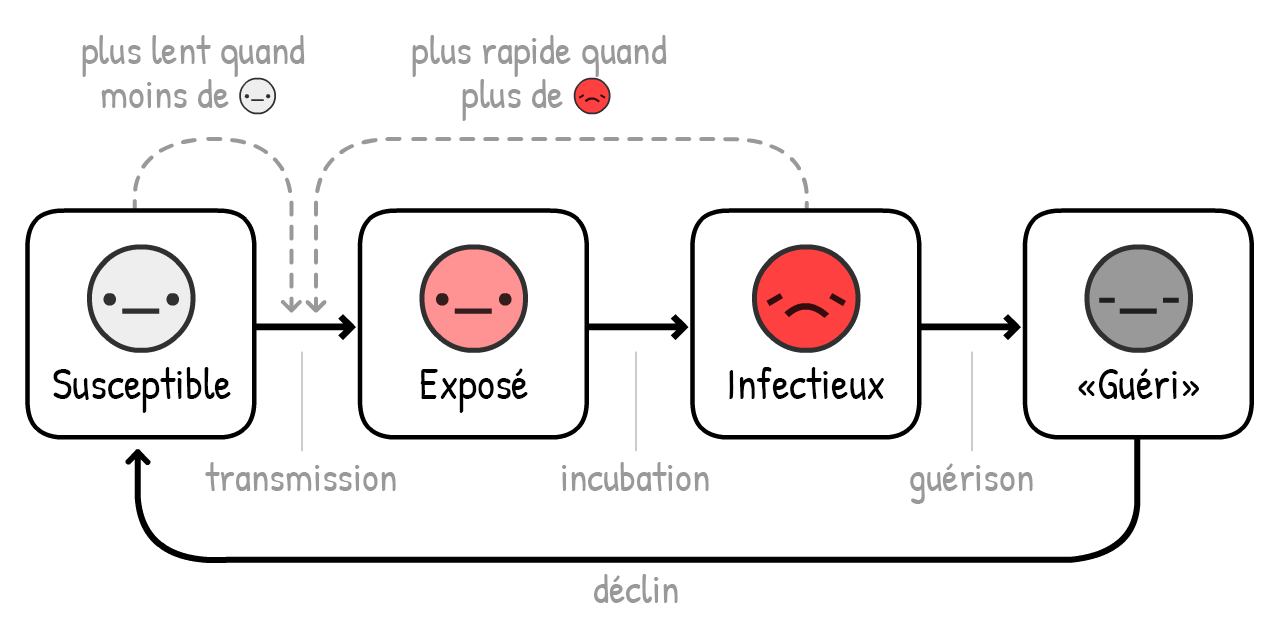 plus lent quand
moins de
plus rapide quand
plus de
Susceptible
Exposé
Infectieux
«Guéri»
transmission
incubation
guérison
déclin